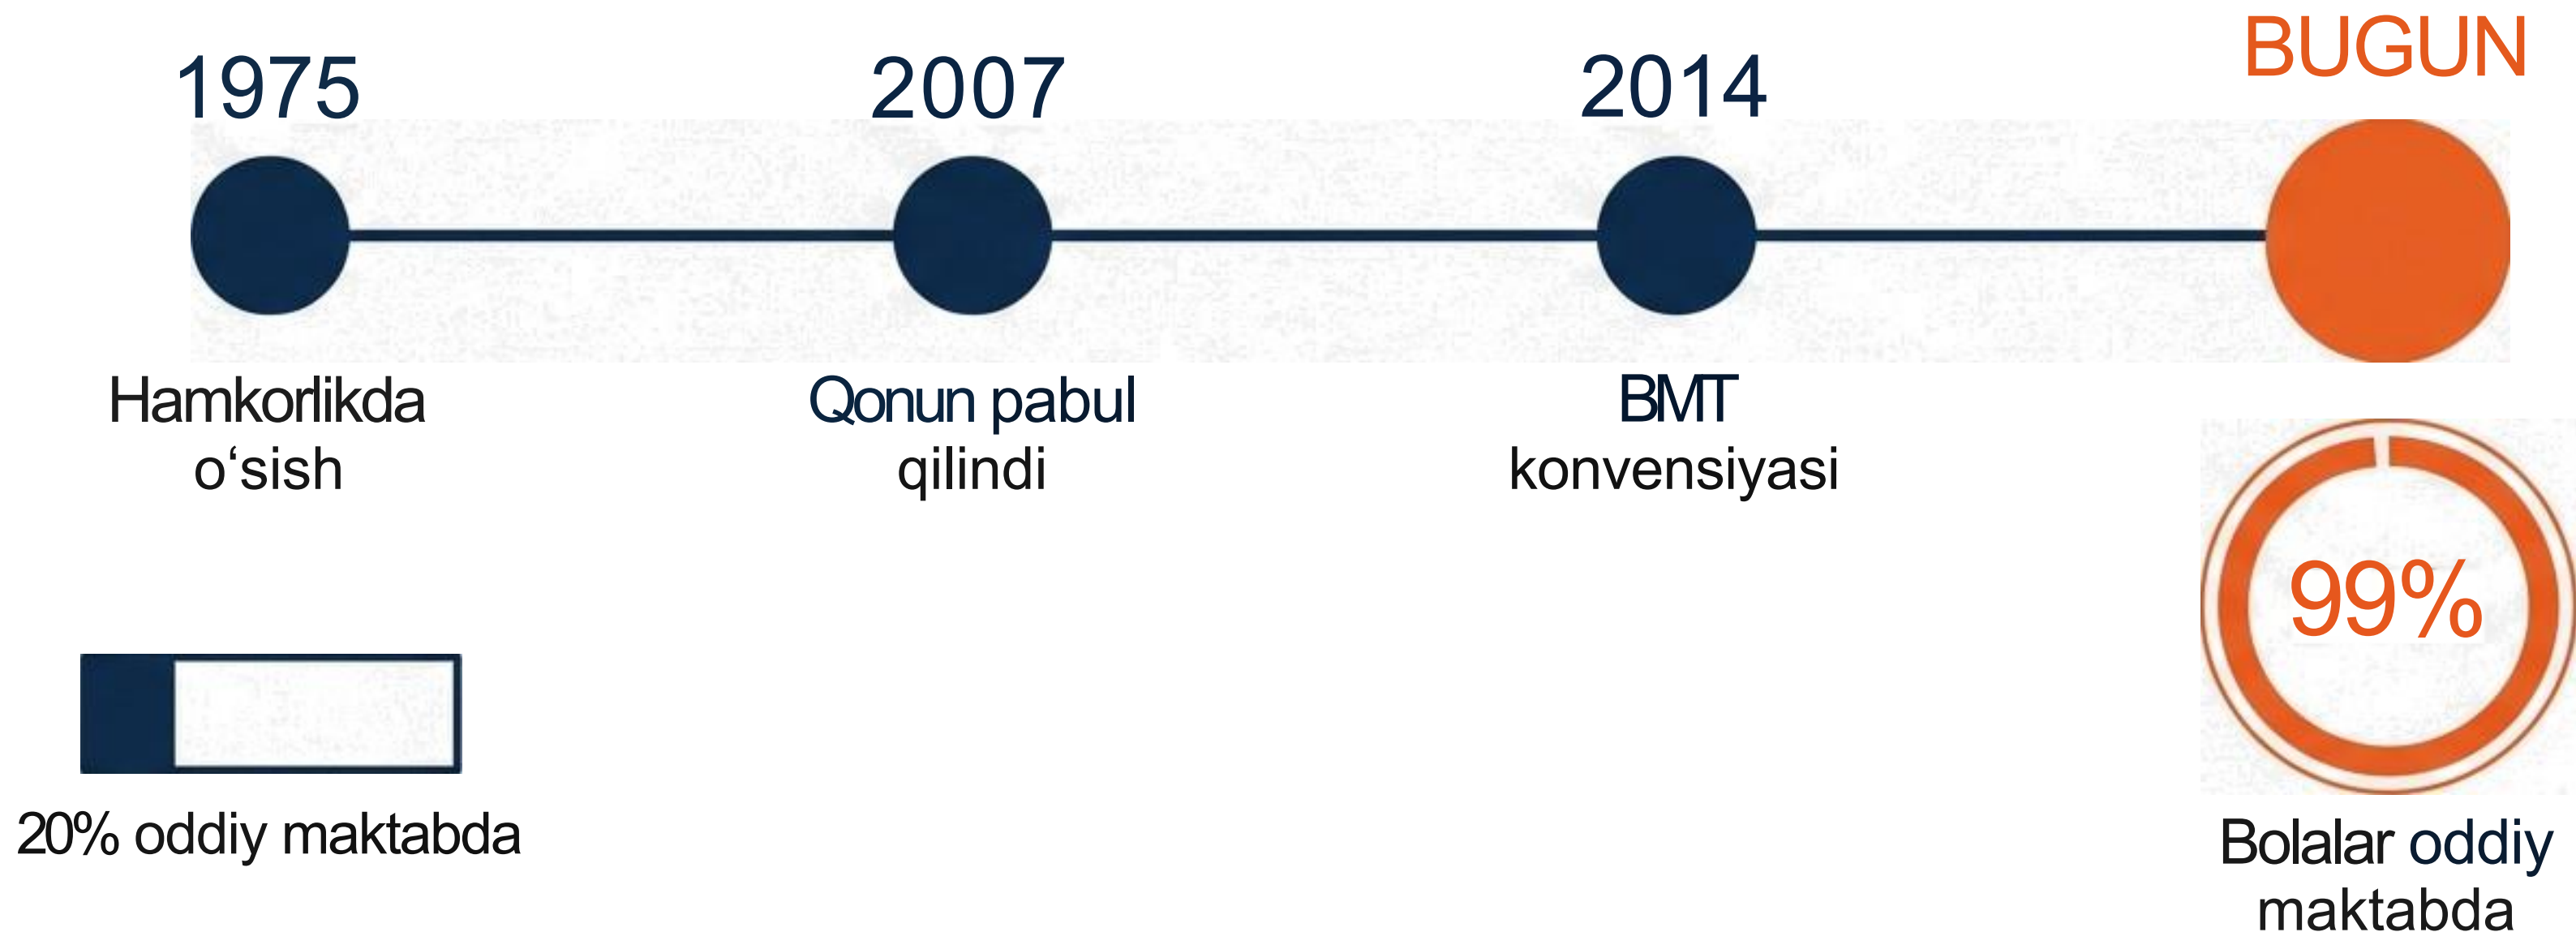 1975
2007
2014
BUGUN
Hamkorlikda
o‘sish
Qonun pabul
qilindi
BMT
konvensiyasi
99%
20% oddiy maktabda
Bolalar oddiy
maktabda